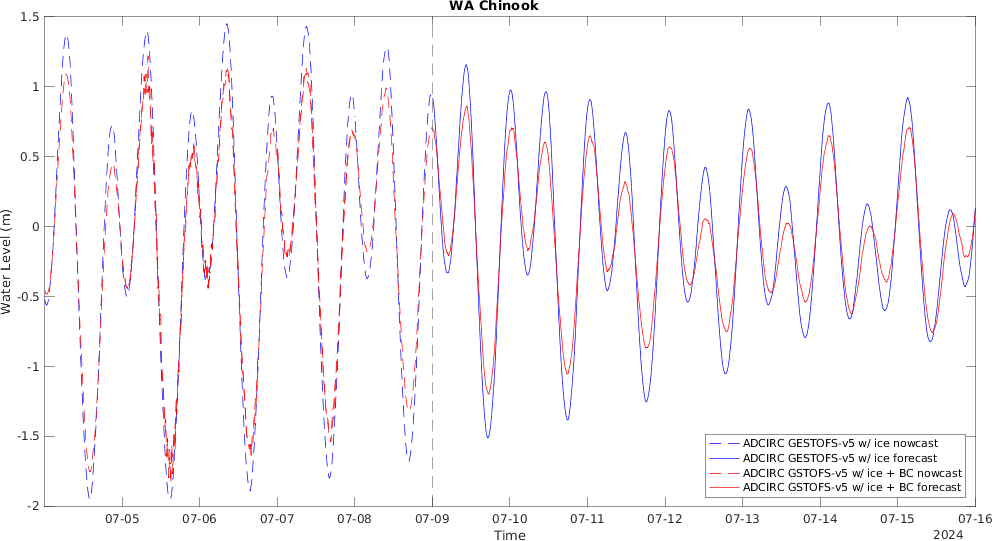 WA Chinook
1.5
1
0.5
0
-0.5
-1
-1.5
-2
Water Level (m)
07-05 07-06 07-07 07-08 07-09 07-10 07-11 07-12 07-13 07-14 07-15 07-16
Time
2024
ADCIRC GESTOFS-v5 w/ ice nowcast
ADCIRC GESTOFS-v5 w/ ice forecast
ADCIRC GSTOFS-v5 w/ ice + BC nowcast
ADCIRC GSTOFS-v5 w/ ice + BC forecast